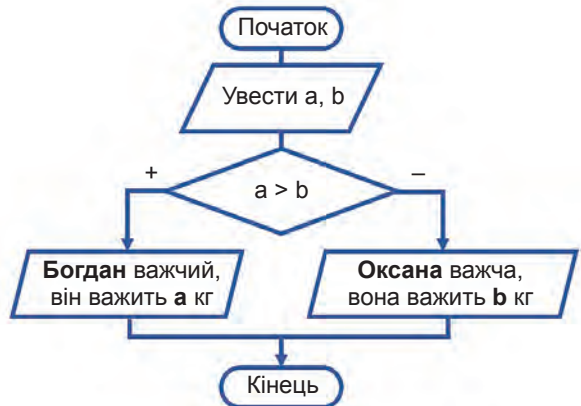 Початок
Увести a, b
+
–
a > b
Богдан важчий,
він важить a кг
Оксана важча,
вона важить b кг
Кінець